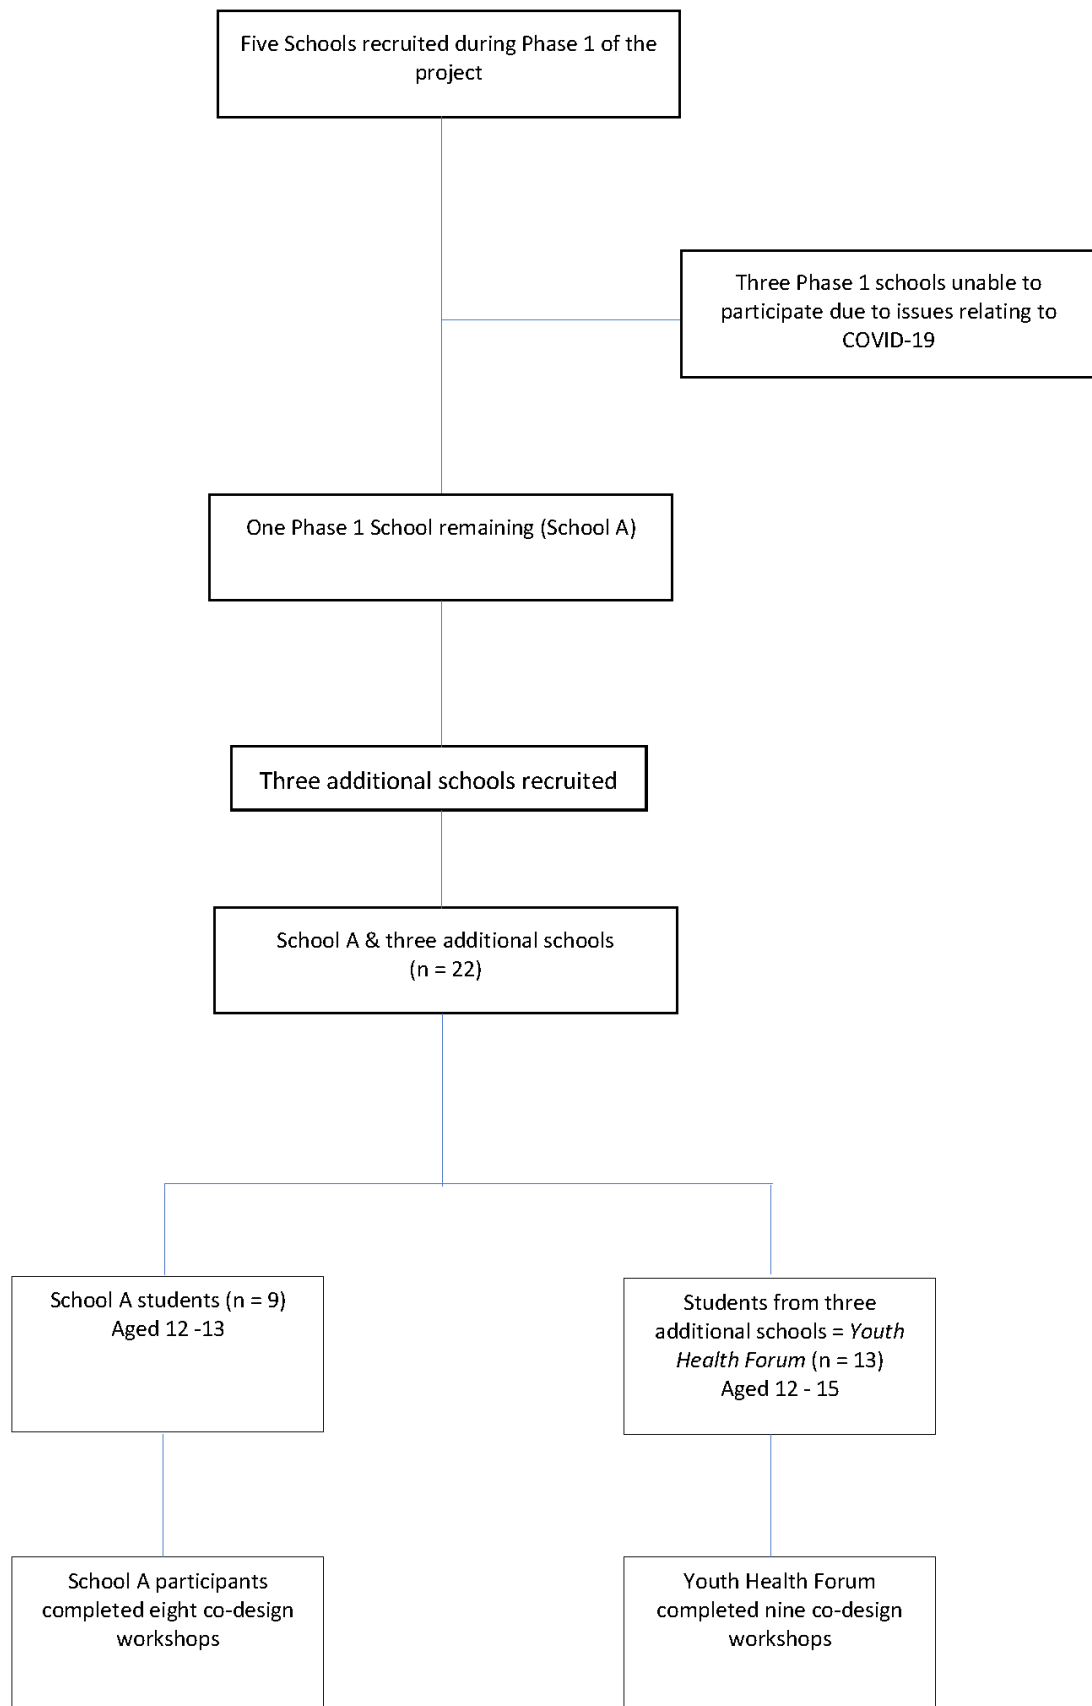 Five Schools recruited during Phase 1 of the
project
Three Phase 1 schools unable to
participate due to issues relating to
COVID-19
One Phase 1 School remaining (School A)
Three additional schools recruited
School A & three additional schools
(n = 22)
School A students (n = 9)
Aged 12 -13
Students from three
additional schools = Youth
Health Forum (n = 13)
Aged 12 - 15
School A participants
completed eight co-design
workshops
Youth Health Forum
completed nine co-design
workshops